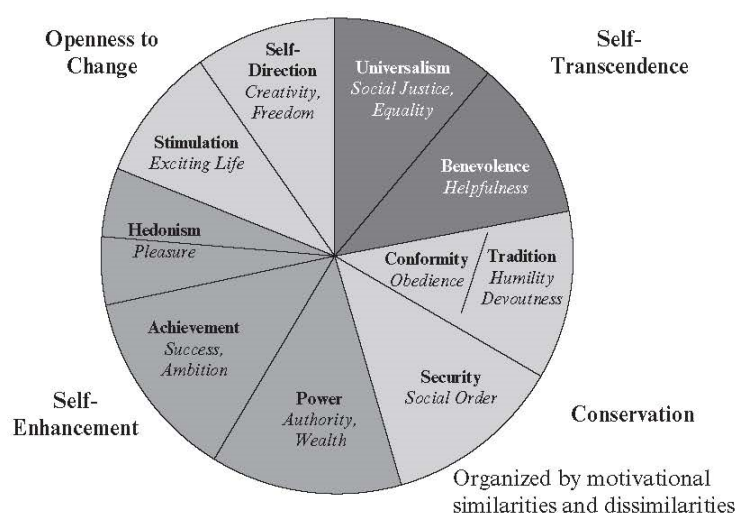 Openness to
Change
Self-
Transcendence
Self-
Direction
Creativity,
Freedom
Universalism
Social Justice,
Equality
Stimulation
Exciting Life
Benevolence
Helpfulness
Hedonism
Pleasure
Conformity
Obedience
Tradition
Humility
Devoutness
Achievement
Success,
Ambition
Power
Authority,
Wealth
Security
Social Order
Self-
Enhancement
Conservation
Organized by motivational
similarities and dissimilarities